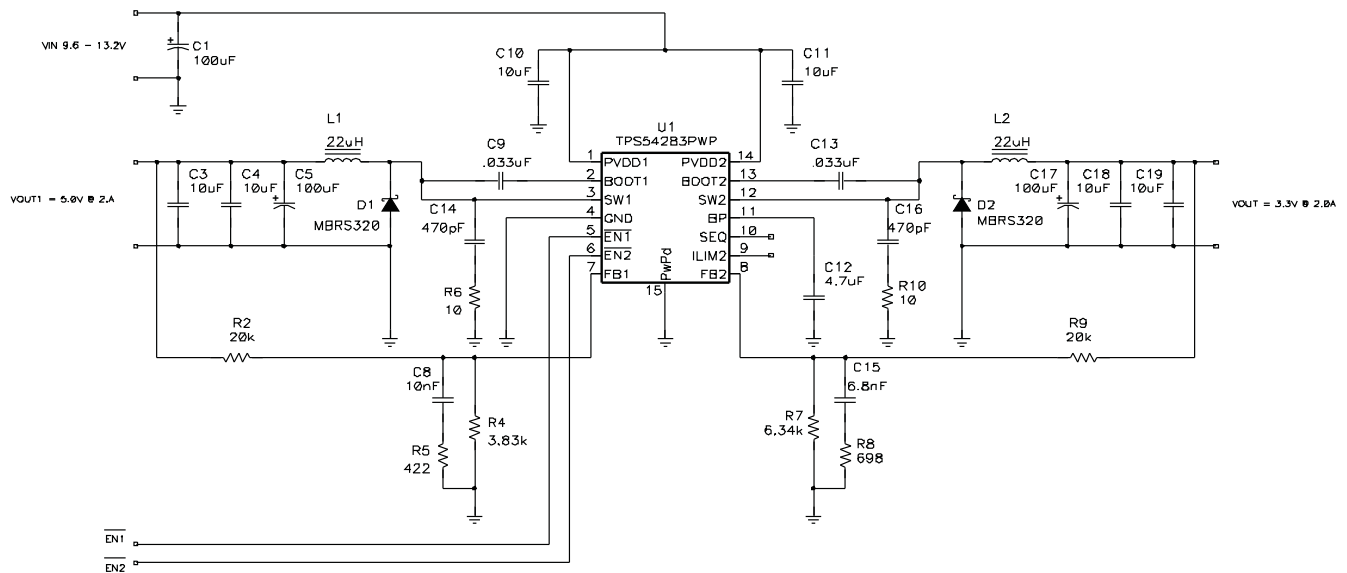 VIN 9.6 - 13.2V
+
C1
100uF
C10
10uF
C11
10uF
U1
TPS54283PWP
L1
22uH
L2
22uH
C9
.033uF
C13
.033uF
1
PVDD1
PVDD2
14
2
BOOT1
BOOT2
13
3
SW1
SW2
12
4
GND
BP
11
5
EN1
SEQ
10
6
EN2
ILIM2
9
7
FB1
FB2
8
PwPd
15
C3
10uF
C4
10uF
C5
100uF
+
VOUT1 = 5.0V @ 2.A
D1
MBRS320
C14
470pF
R6
10
C12
4.7uF
C16
470pF
R10
10
D2
MBRS320
C17
100uF
+
C18
10uF
C19
10uF
VOUT = 3.3V @ 2.0A
R2
20k
R9
20k
C8
10nF
R5
422
R4
3.83k
C15
6.8nF
R7
6.34k
R8
698
EN1
EN2